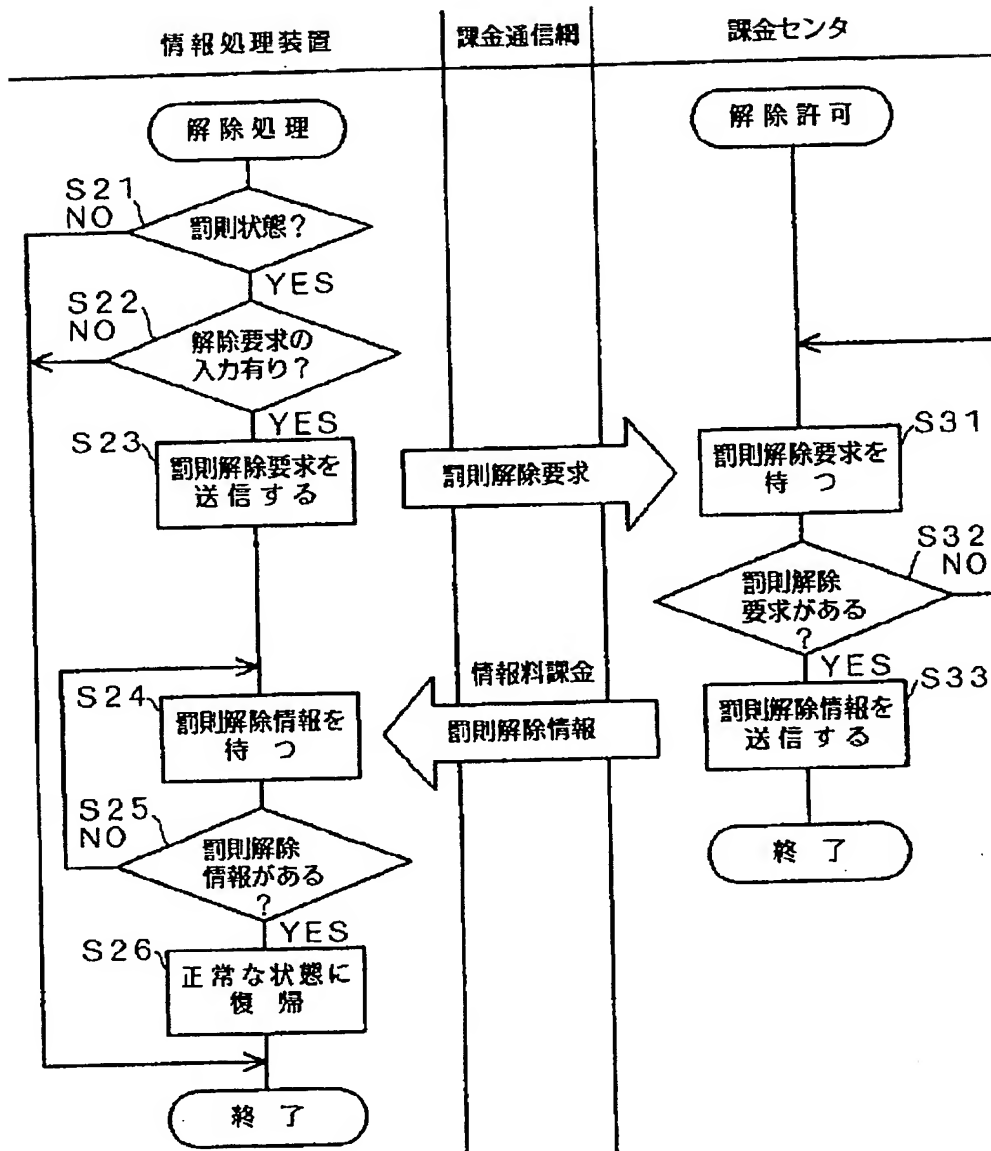 情報処理装置
課金通信網
課金センタ
解除処理
S21
NO
罰則状態？
YES
S22
NO
解除要求の
入力有り？
YES
S23
罰則解除要求を
送信する
S24
罰則解除情報を
待つ
S25
NO
罰則解除
情報がある
？
YES
S26
正常な状態に
復帰
終了
罰則解除要求
情報料課金
罰則解除情報
解除許可
S31
罰則解除要求を
待つ
S32
NO
罰則解除
要求がある
？
YES
S33
罰則解除情報を
送信する
終了